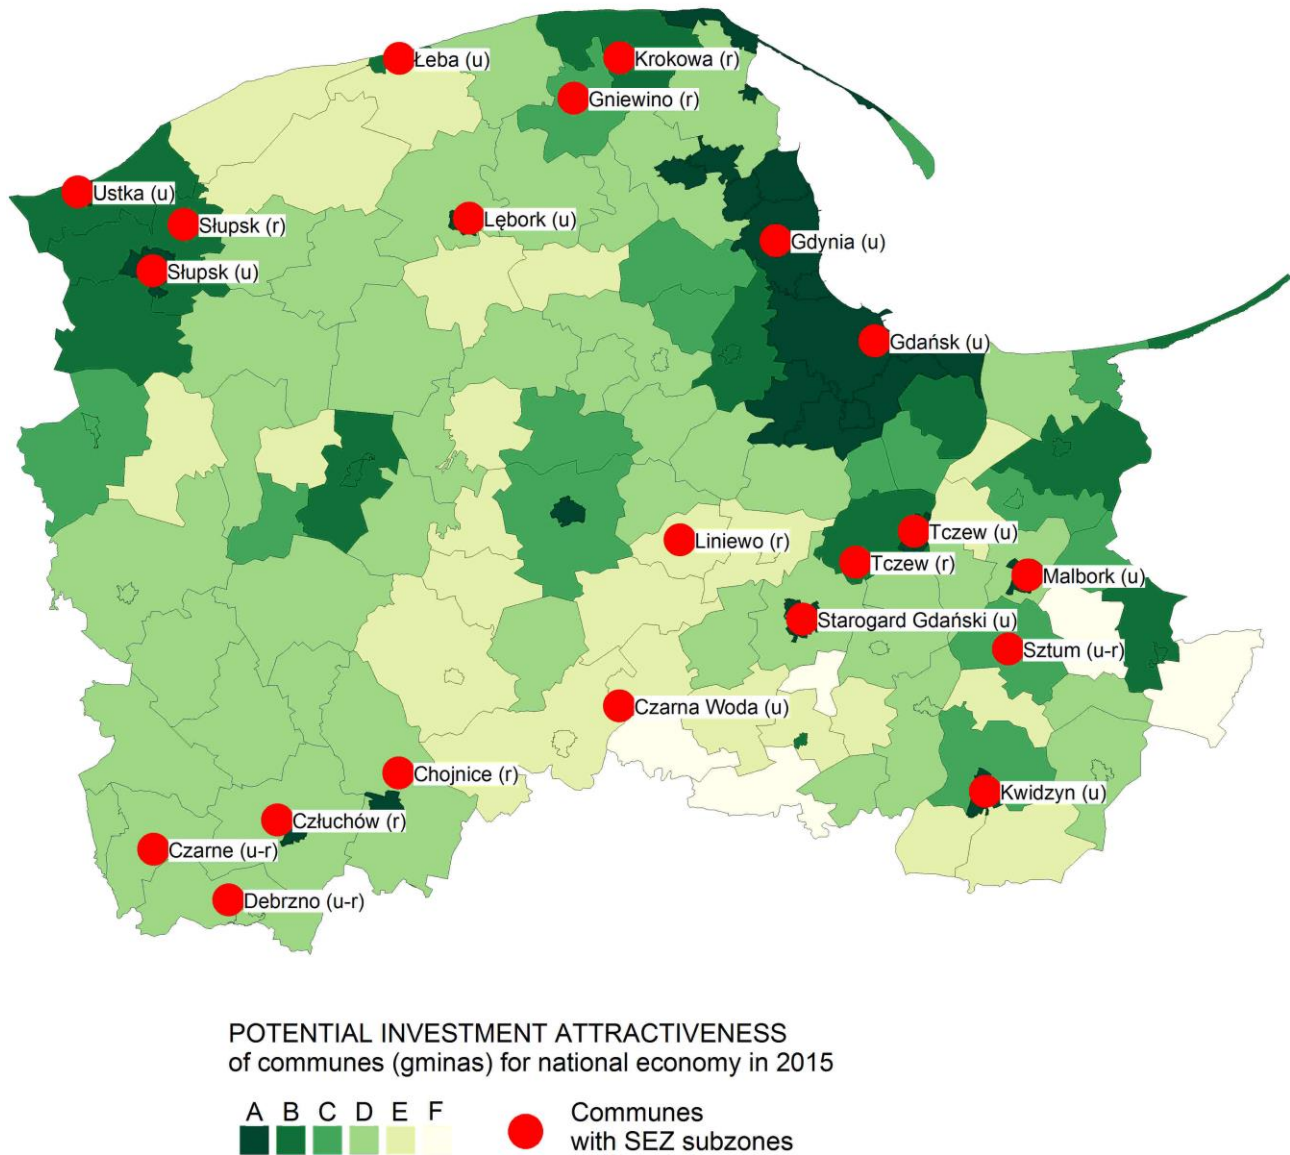 Łeba (u)
Krokowa (r)
Gniewino (r)
Ustka (u)
Słupsk (r)
Lębork (u)
Gdynia (u)
Słupsk (u)
Gdańsk (u)
Tczew (u)
Liniewo (r)
Tczew (r)
Malbork (u)
Starogard Gdański (u)
Sztum (u-r)
Czarna Woda (u)
Chojnice (r)
Kwidzyn (u)
Człuchów (r)
Czarne (u-r)
Debrzno (u-r)
POTENTIAL INVESTMENT ATTRACTIVENESS
of communes (gminas) for national economy in 2015
A B C D E F
Communes
with SEZ subzones